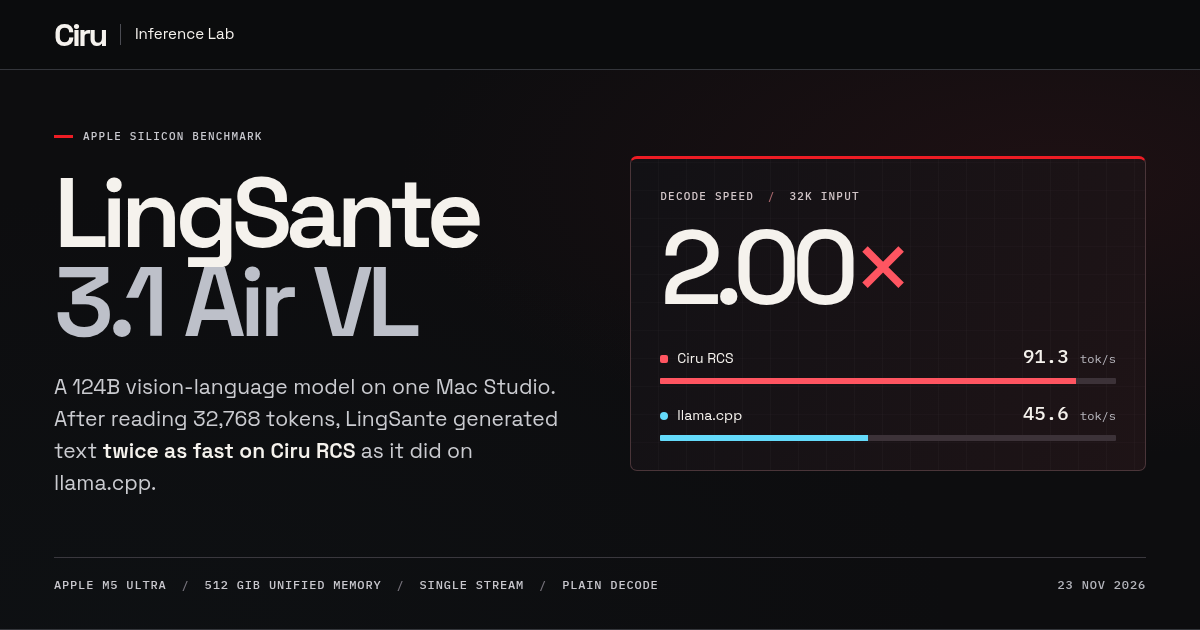 Ciru | Inference Lab
APPLE SILICON BENCHMARK
LingSante
3.1 Air VL
A 124B vision-language model on one Mac Studio.
After reading 32,768 tokens, LingSante generated
text twice as fast on Ciru RCS as it did on
llama.cpp.
DECODE SPEED / 32K INPUT
2.00×
Ciru RCS 91.3 tok/s
llama.cpp 45.6 tok/s
APPLE M5 ULTRA / 512 GIB UNIFIED MEMORY / SINGLE STREAM / PLAIN DECODE
23 NOV 2026